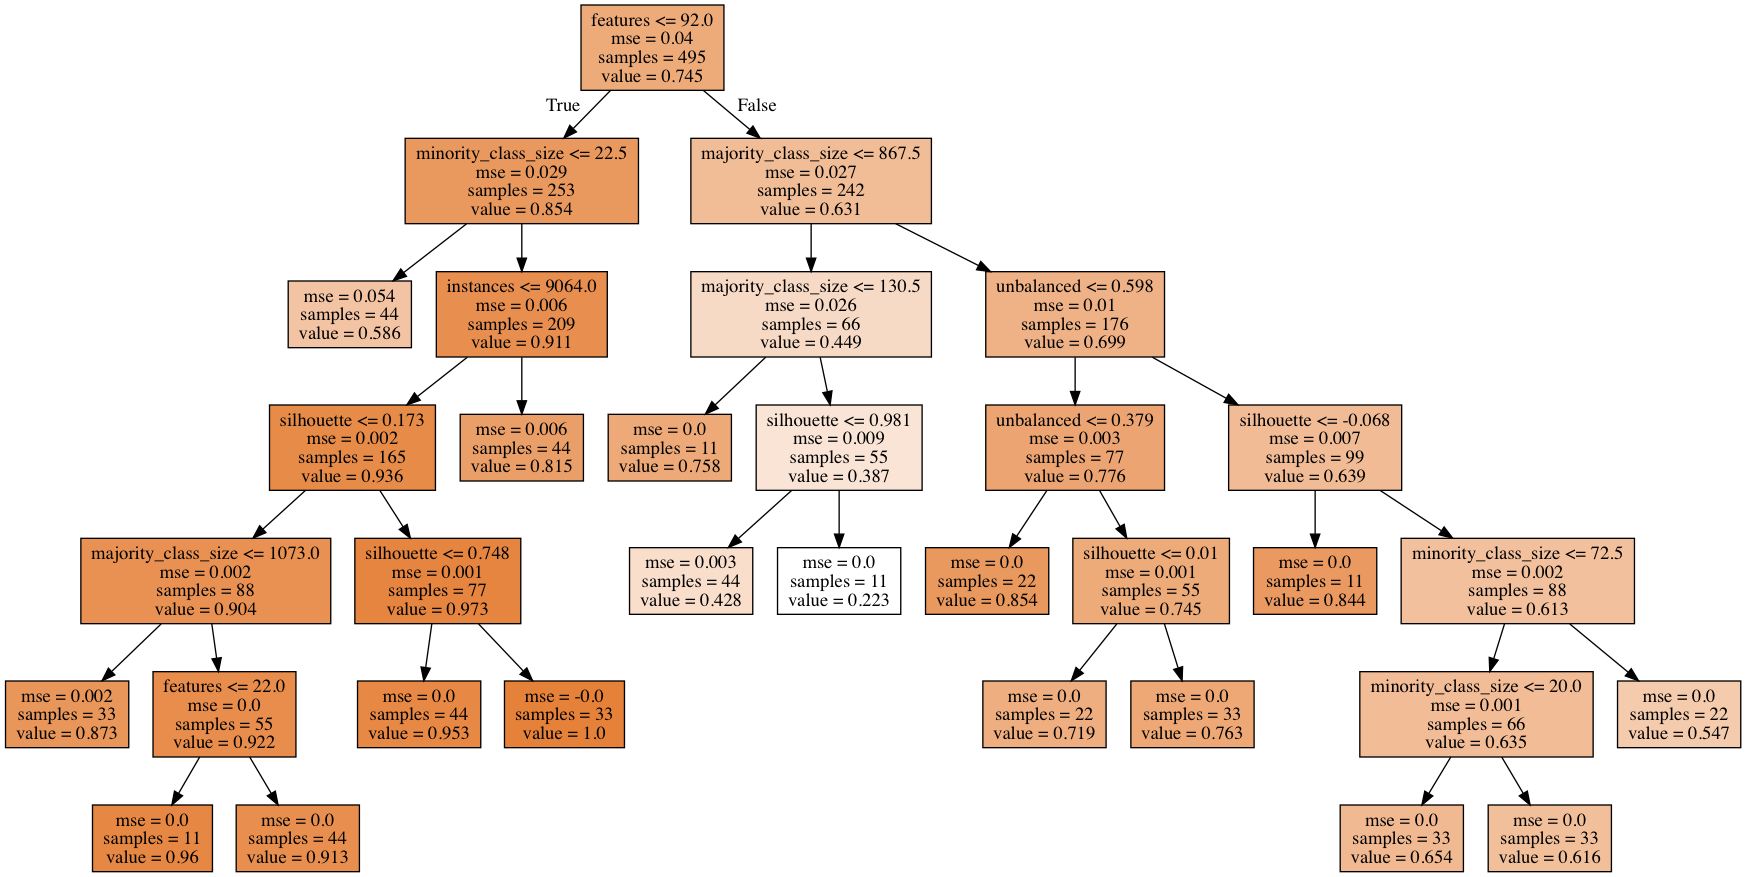 features <= 92.0
mse = 0.04
samples = 495
value = 0.745
True
False
minority_class_size <= 22.5
mse = 0.029
samples = 253
value = 0.854
majority_class_size <= 867.5
mse = 0.027
samples = 242
value = 0.631
mse = 0.054
samples = 44
value = 0.586
instances <= 9064.0
mse = 0.006
samples = 209
value = 0.911
majority_class_size <= 130.5
mse = 0.026
samples = 66
value = 0.449
unbalanced <= 0.598
mse = 0.01
samples = 176
value = 0.699
silhouette <= 0.173
mse = 0.002
samples = 165
value = 0.936
mse = 0.006
samples = 44
value = 0.815
mse = 0.0
samples = 11
value = 0.758
silhouette <= 0.981
mse = 0.009
samples = 55
value = 0.387
unbalanced <= 0.379
mse = 0.003
samples = 77
value = 0.776
silhouette <= -0.068
mse = 0.007
samples = 99
value = 0.639
majority_class_size <= 1073.0
mse = 0.002
samples = 88
value = 0.904
silhouette <= 0.748
mse = 0.001
samples = 77
value = 0.973
mse = 0.003
samples = 44
value = 0.428
mse = 0.0
samples = 11
value = 0.223
mse = 0.0
samples = 22
value = 0.854
silhouette <= 0.01
mse = 0.001
samples = 55
value = 0.745
mse = 0.0
samples = 11
value = 0.844
minority_class_size <= 72.5
mse = 0.002
samples = 88
value = 0.613
mse = 0.002
samples = 33
value = 0.873
features <= 22.0
mse = 0.0
samples = 55
value = 0.922
mse = 0.0
samples = 44
value = 0.953
mse = -0.0
samples = 33
value = 1.0
mse = 0.0
samples = 22
value = 0.719
mse = 0.0
samples = 33
value = 0.763
minority_class_size <= 20.0
mse = 0.001
samples = 66
value = 0.635
mse = 0.0
samples = 22
value = 0.547
mse = 0.0
samples = 11
value = 0.96
mse = 0.0
samples = 44
value = 0.913
mse = 0.0
samples = 33
value = 0.654
mse = 0.0
samples = 33
value = 0.616